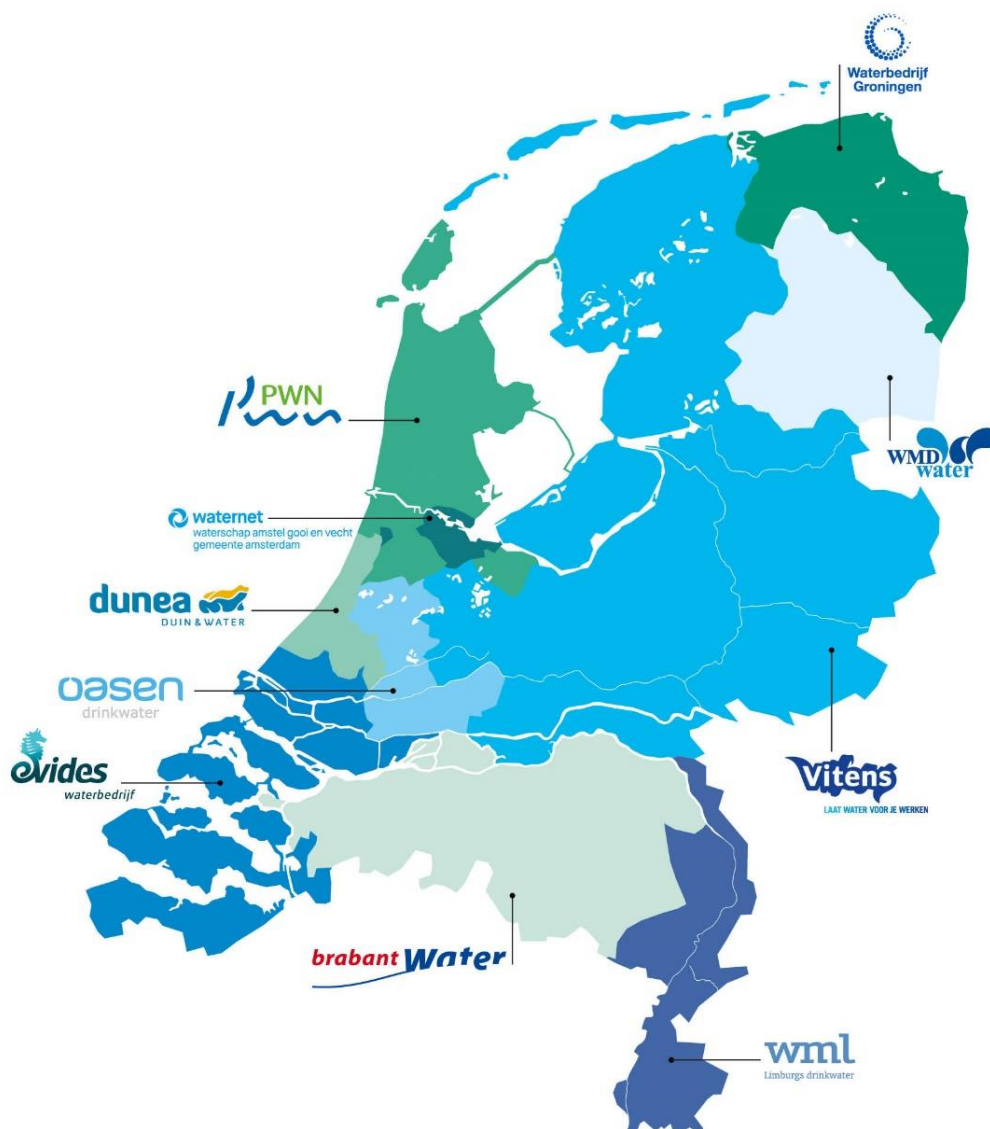 Waterbedrijf
Groningen
PWN
WMD
water
waternet
waterschap amstel gooi en vecht
gemeente amsterdam
dunea
DUIN & WATER
oasen
drinkwater
evides
waterbedrijf
Vitens
LAAT WATER VOOR JE WERKEN
brabant Water
wml
Limburgs drinkwater